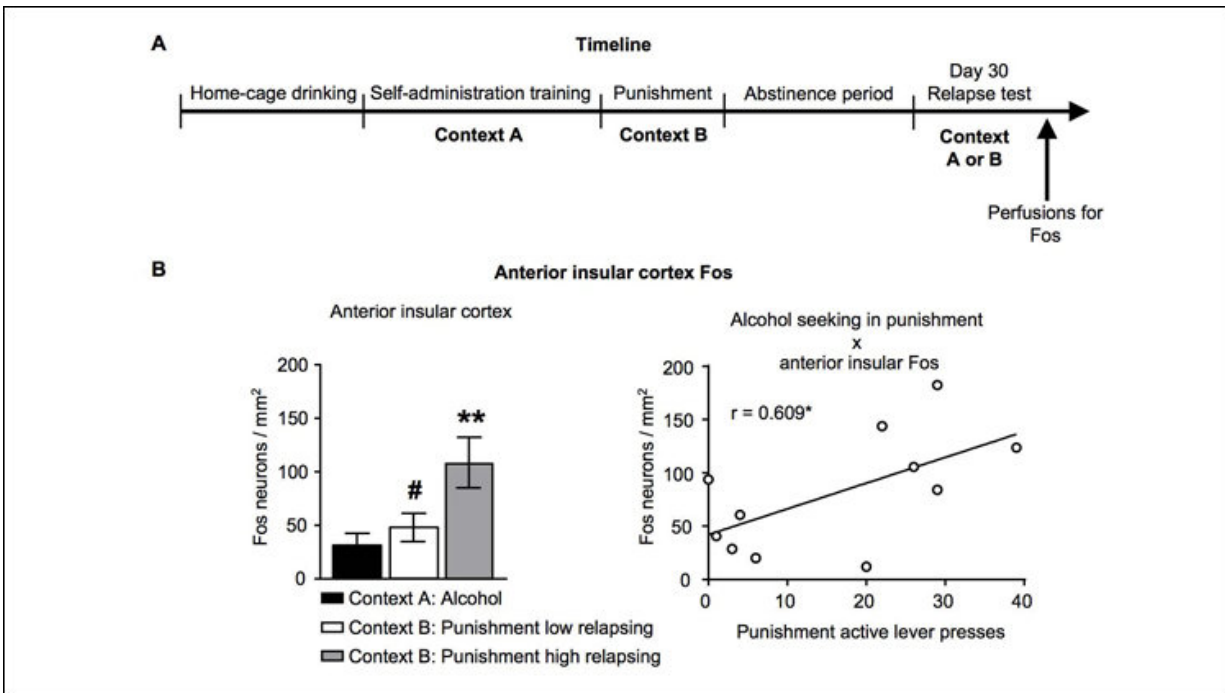 A
Timeline
Home-cage drinking
Self-administration training
Punishment
Abstinence period
Day 30
Relapse test
Context A
Context B
Context
A or B
Perfusions for
Fos
B
Anterior insular cortex Fos
Anterior insular cortex
Fos neurons / mm²
200
150
100
50
0
#
**
Context A: Alcohol
Context B: Punishment low relapsing
Context B: Punishment high relapsing
Alcohol seeking in punishment
x
anterior insular Fos
Fos neurons / mm²
200
150
100
50
0
r = 0.609*
0 10 20 30 40
Punishment active lever presses